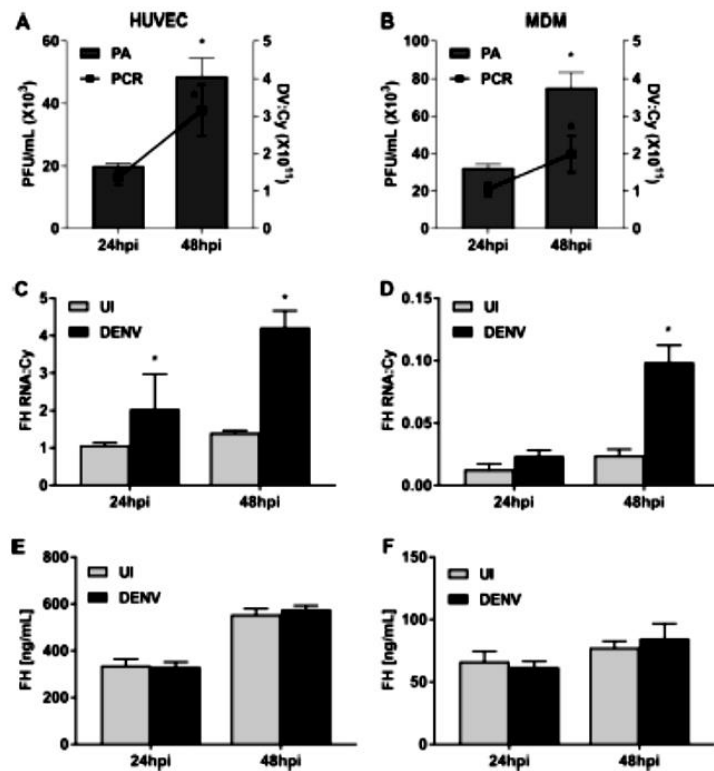 A HUVEC
PA
PCR
PFU/mL (X10³)
60
40
20
0
DV:Cy (X10¹¹)
5
4
3
2
1
0
*
24hpi 48hpi
B MDM
PA
PCR
PFU/mL (X10³)
100
80
60
40
20
0
DV:Cy (X10¹¹)
5
4
3
2
1
0
*
24hpi 48hpi
C
UI
DENV
FH RNA:Cy
5
4
3
2
1
0
*
*
24hpi 48hpi
D
UI
DENV
FH RNA:Cy
0.15
0.10
0.05
0.00
*
24hpi 48hpi
E
UI
DENV
FH [ng/mL]
800
600
400
200
0
24hpi 48hpi
F
UI
DENV
FH [ng/mL]
150
100
50
0
24hpi 48hpi